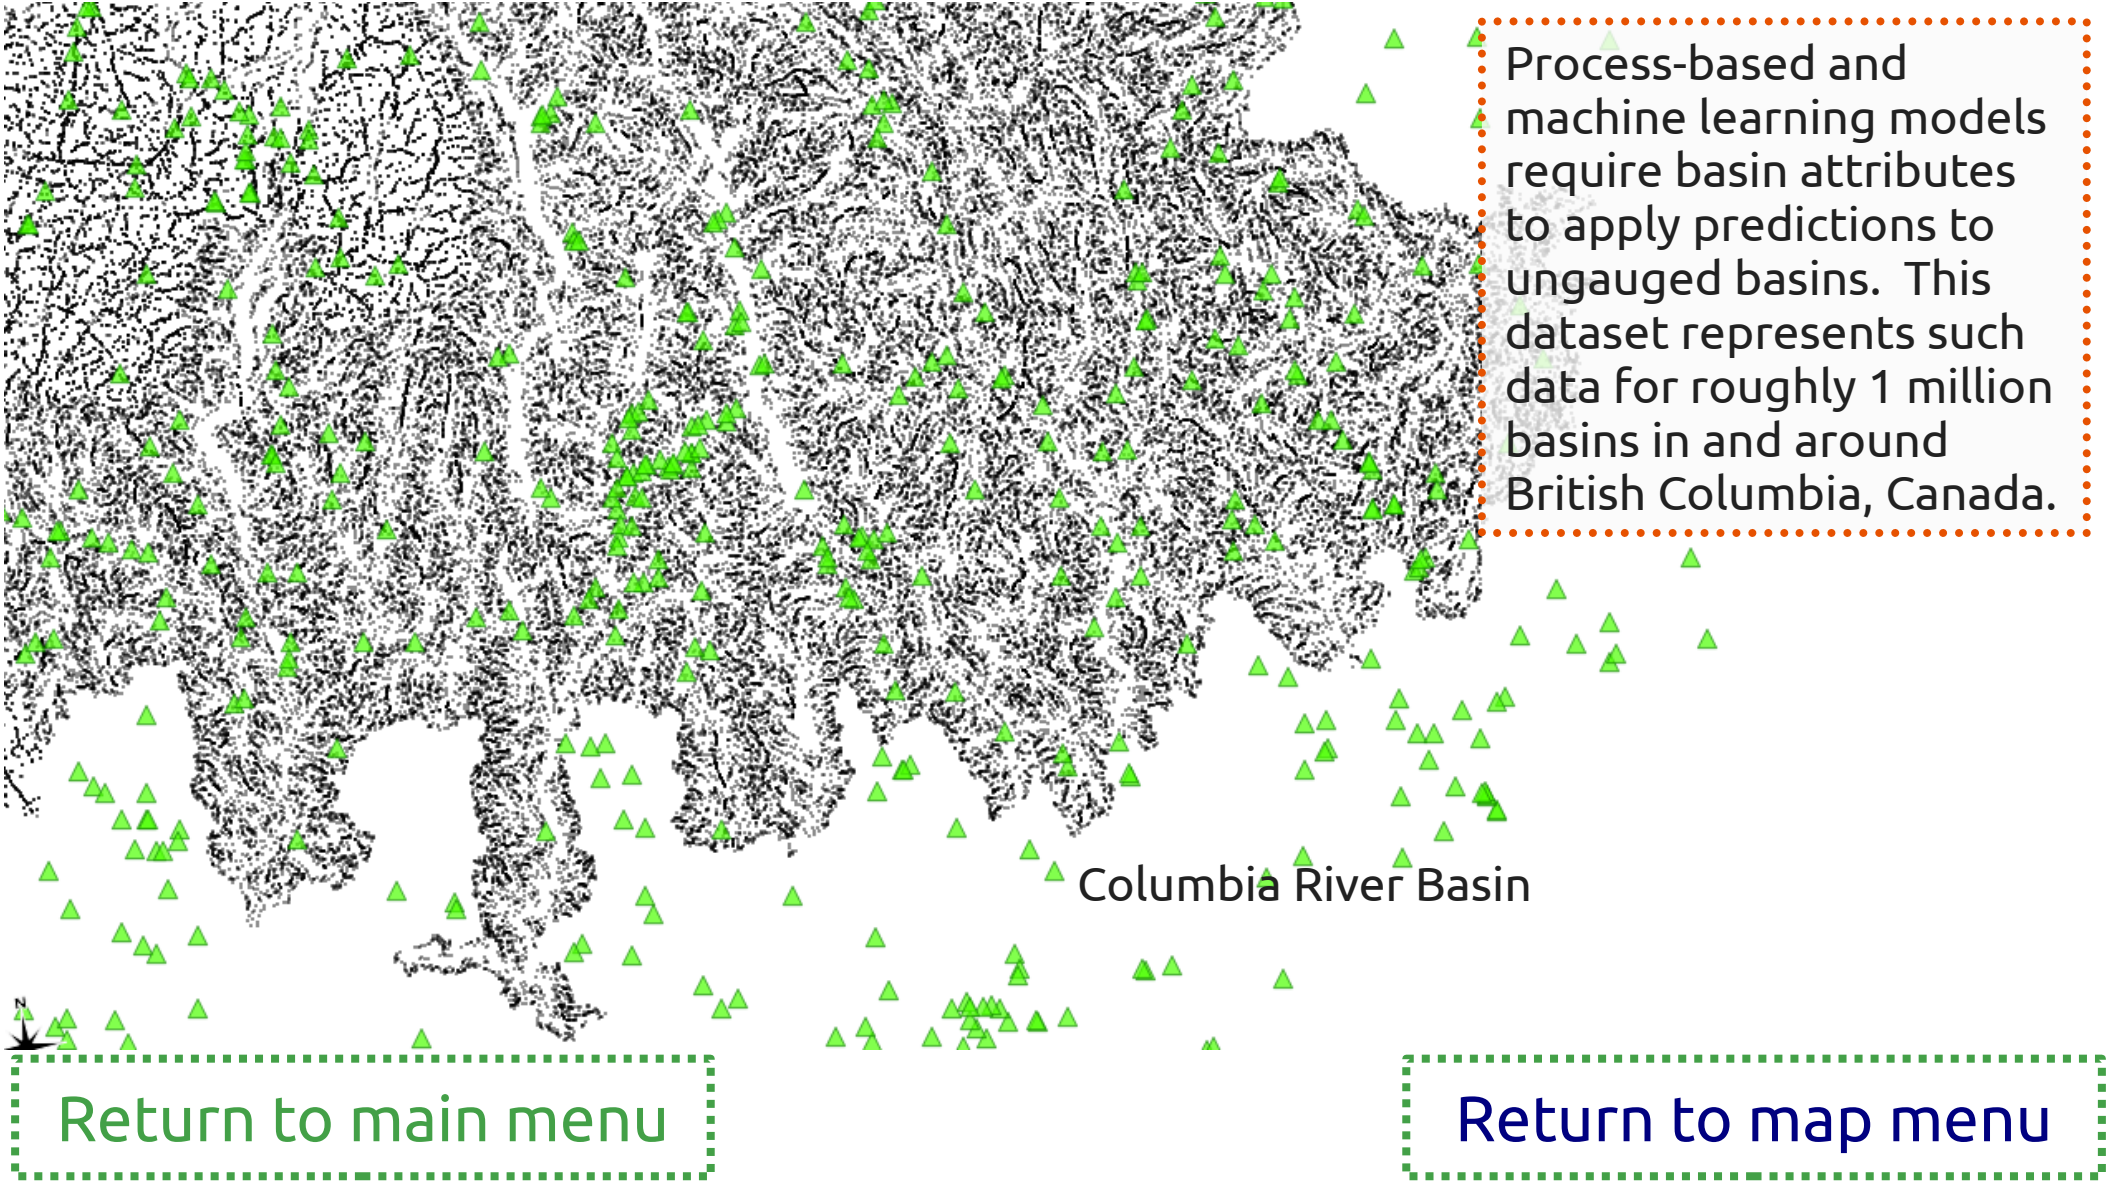 Process-based and
machine learning models
require basin attributes
to apply predictions to
ungauged basins.  This
dataset represents such
data for roughly 1 million
basins in and around
British Columbia, Canada.
Columbia River Basin
N
Return to main menu
Return to map menu